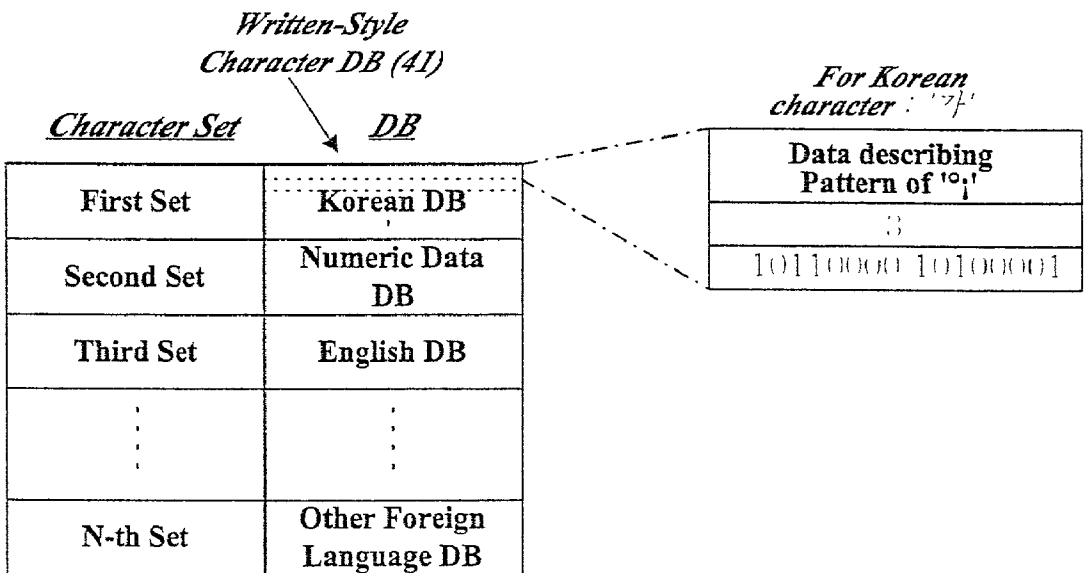 Written-Style
Character DB (41)
Character Set
DB
First Set
Korean DB
Second Set
Numeric Data
DB
Third Set
English DB
N-th Set
Other Foreign
Language DB
For Korean
character : '가'
Data describing
Pattern of
3
10110000 10100001